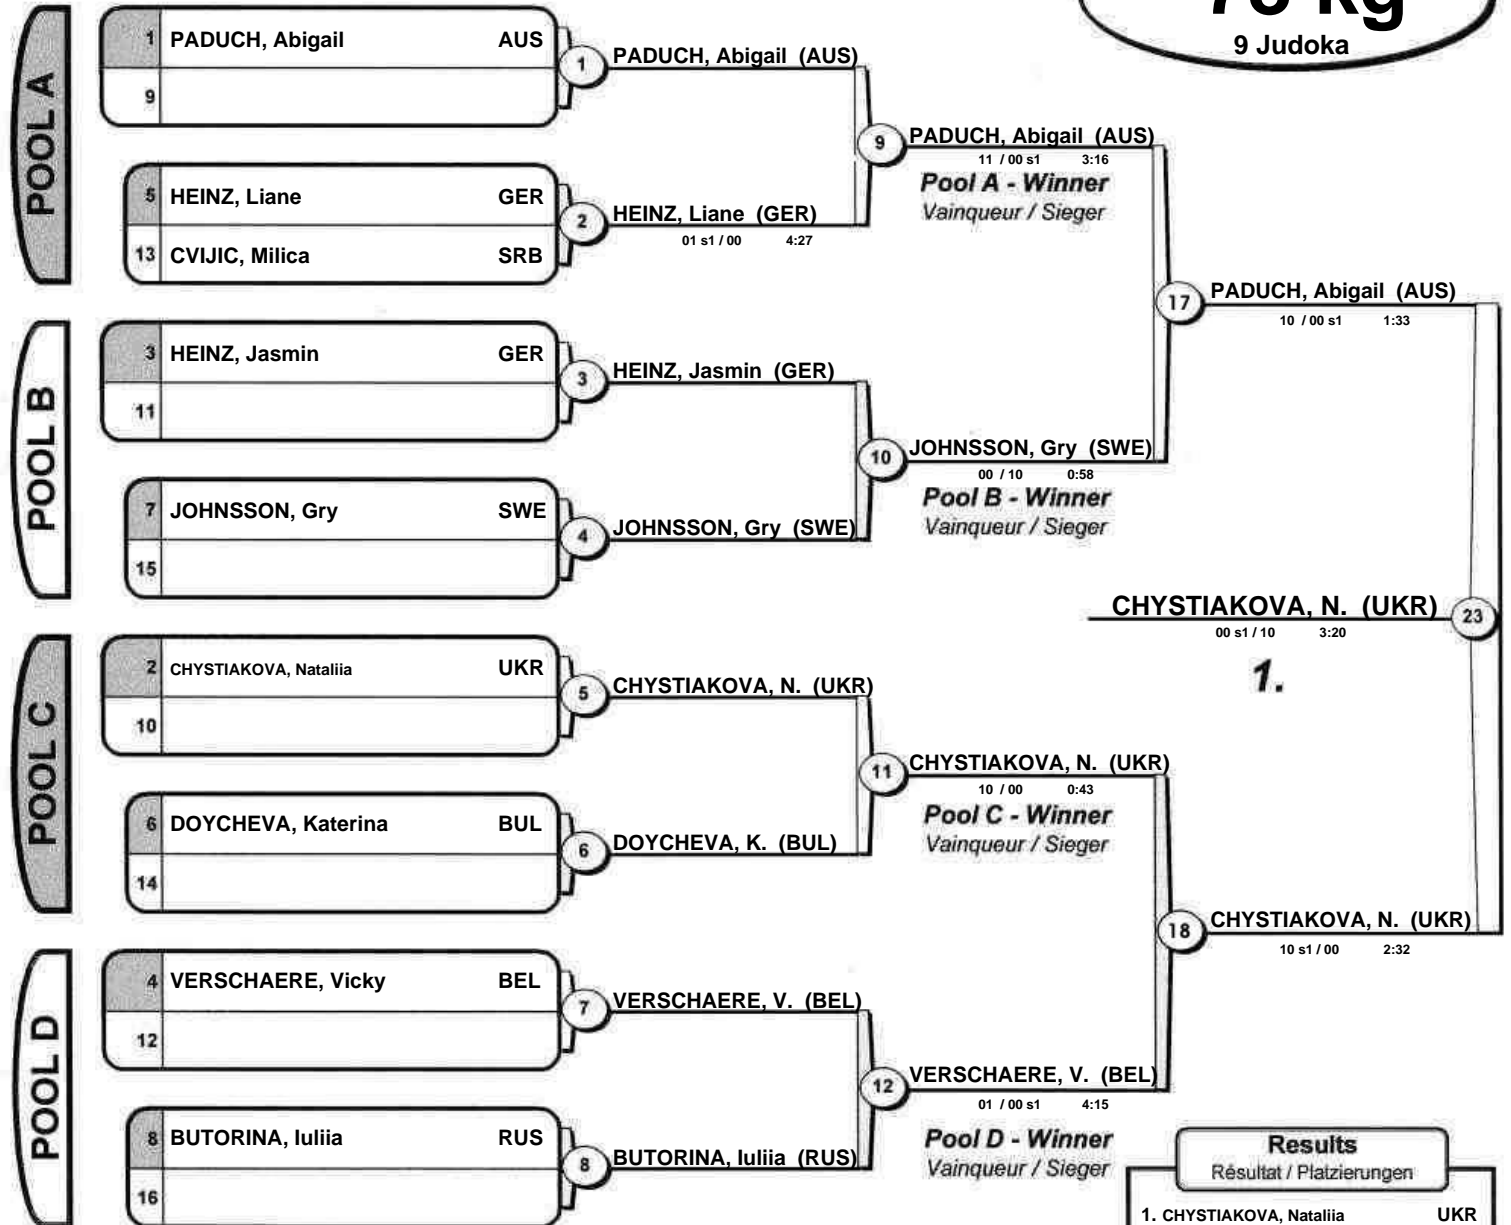 9 Judoka
POOL A
1 PADUCH, Abigail AUS
9
5 HEINZ, Liane GER
13 CVIJIC, Milica SRB
1 PADUCH, Abigail (AUS)
2 HEINZ, Liane (GER)
01 s1 / 00 4:27
9 PADUCH, Abigail (AUS)
11 / 00 s1 3:16
Pool A - Winner
Vainqueur / Sieger
POOL B
3 HEINZ, Jasmin GER
11
7 JOHNSSON, Gry SWE
15
3 HEINZ, Jasmin (GER)
4 JOHNSSON, Gry (SWE)
10 JOHNSSON, Gry (SWE)
00 / 10 0:58
Pool B - Winner
Vainqueur / Sieger
17 PADUCH, Abigail (AUS)
10 / 00 s1 1:33
CHYSTIAKOVA, N. (UKR) 23
00 s1 / 10 3:20
1.
POOL C
2 CHYSTIAKOVA, Nataliia UKR
10
6 DOYCHEVA, Katerina BUL
14
5 CHYSTIAKOVA, N. (UKR)
6 DOYCHEVA, K. (BUL)
11 CHYSTIAKOVA, N. (UKR)
10 / 00 0:43
Pool C - Winner
Vainqueur / Sieger
18 CHYSTIAKOVA, N. (UKR)
10 s1 / 00 2:32
POOL D
4 VERSCHAERE, Vicky BEL
12
8 BUTORINA, Iuliia RUS
16
7 VERSCHAERE, V. (BEL)
8 BUTORINA, Iuliia (RUS)
12 VERSCHAERE, V. (BEL)
01 / 00 s1 4:15
Pool D - Winner
Vainqueur / Sieger
Results
Résultat / Platzierungen
1. CHYSTIAKOVA, Nataliia UKR